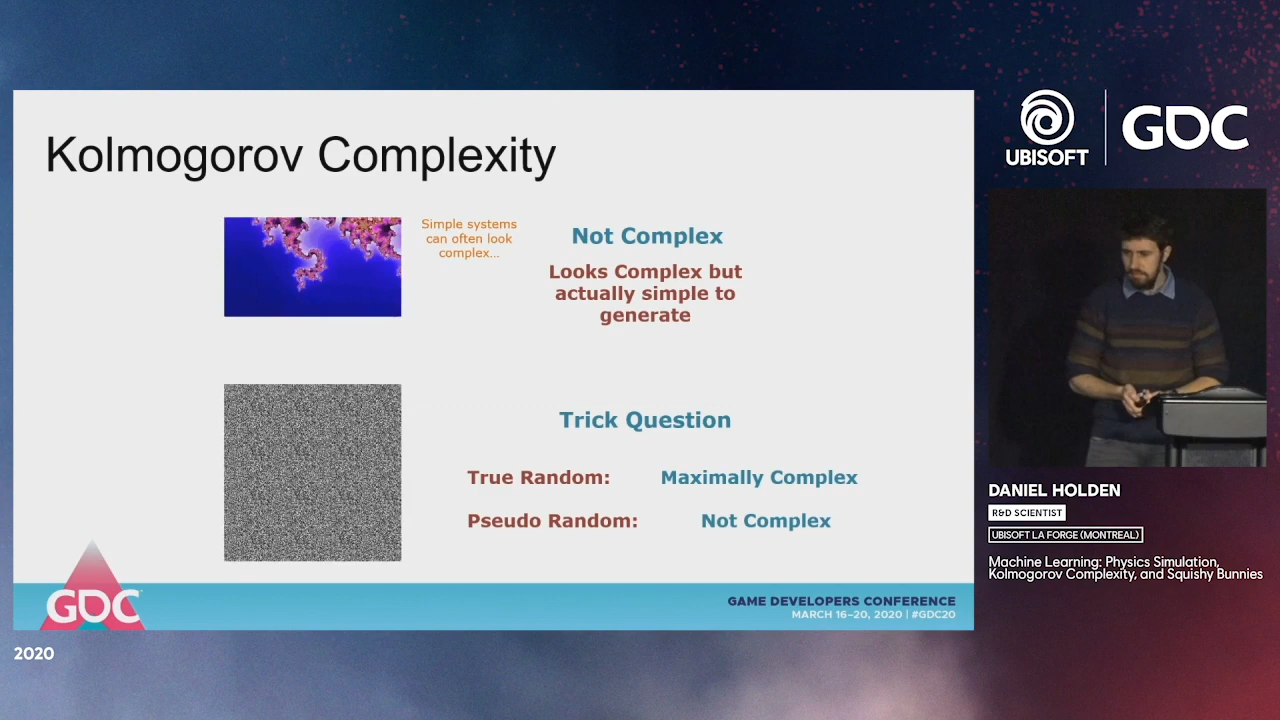 Kolmogorov Complexity
Simple systems
can often look
complex...
Not Complex
Looks Complex but
actually simple to
generate
Trick Question
True Random:
Maximally Complex
Pseudo Random:
Not Complex
GDC
GAME DEVELOPERS CONFERENCE
MARCH 16–20, 2020 | #GDC20
2020
UBISOFT
GDC
DANIEL HOLDEN
R&D SCIENTIST
UBISOFT LA FORGE (MONTREAL)
Machine Learning: Physics Simulation,
Kolmogorov Complexity, and Squishy Bunnies